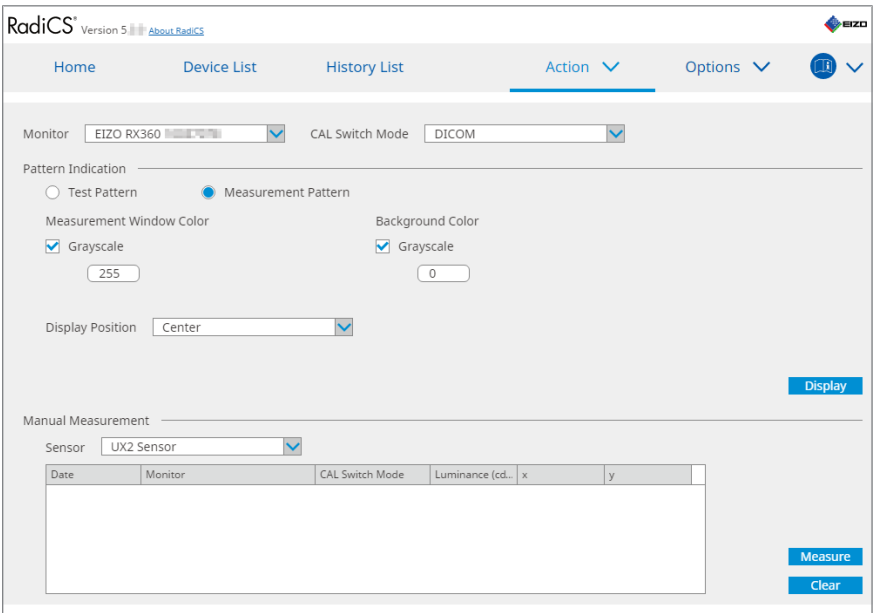 RadiCS® Version 5. About RadiCS EIZO
Home Device List History List Action Options
Monitor EIZO RX360 CAL Switch Mode DICOM
Pattern Indication
Test Pattern Measurement Pattern
Measurement Window Color Background Color
Grayscale Grayscale
255 0
Display Position Center
Display
Manual Measurement
Sensor UX2 Sensor
Date Monitor CAL Switch Mode Luminance (cd... x y
Measure
Clear